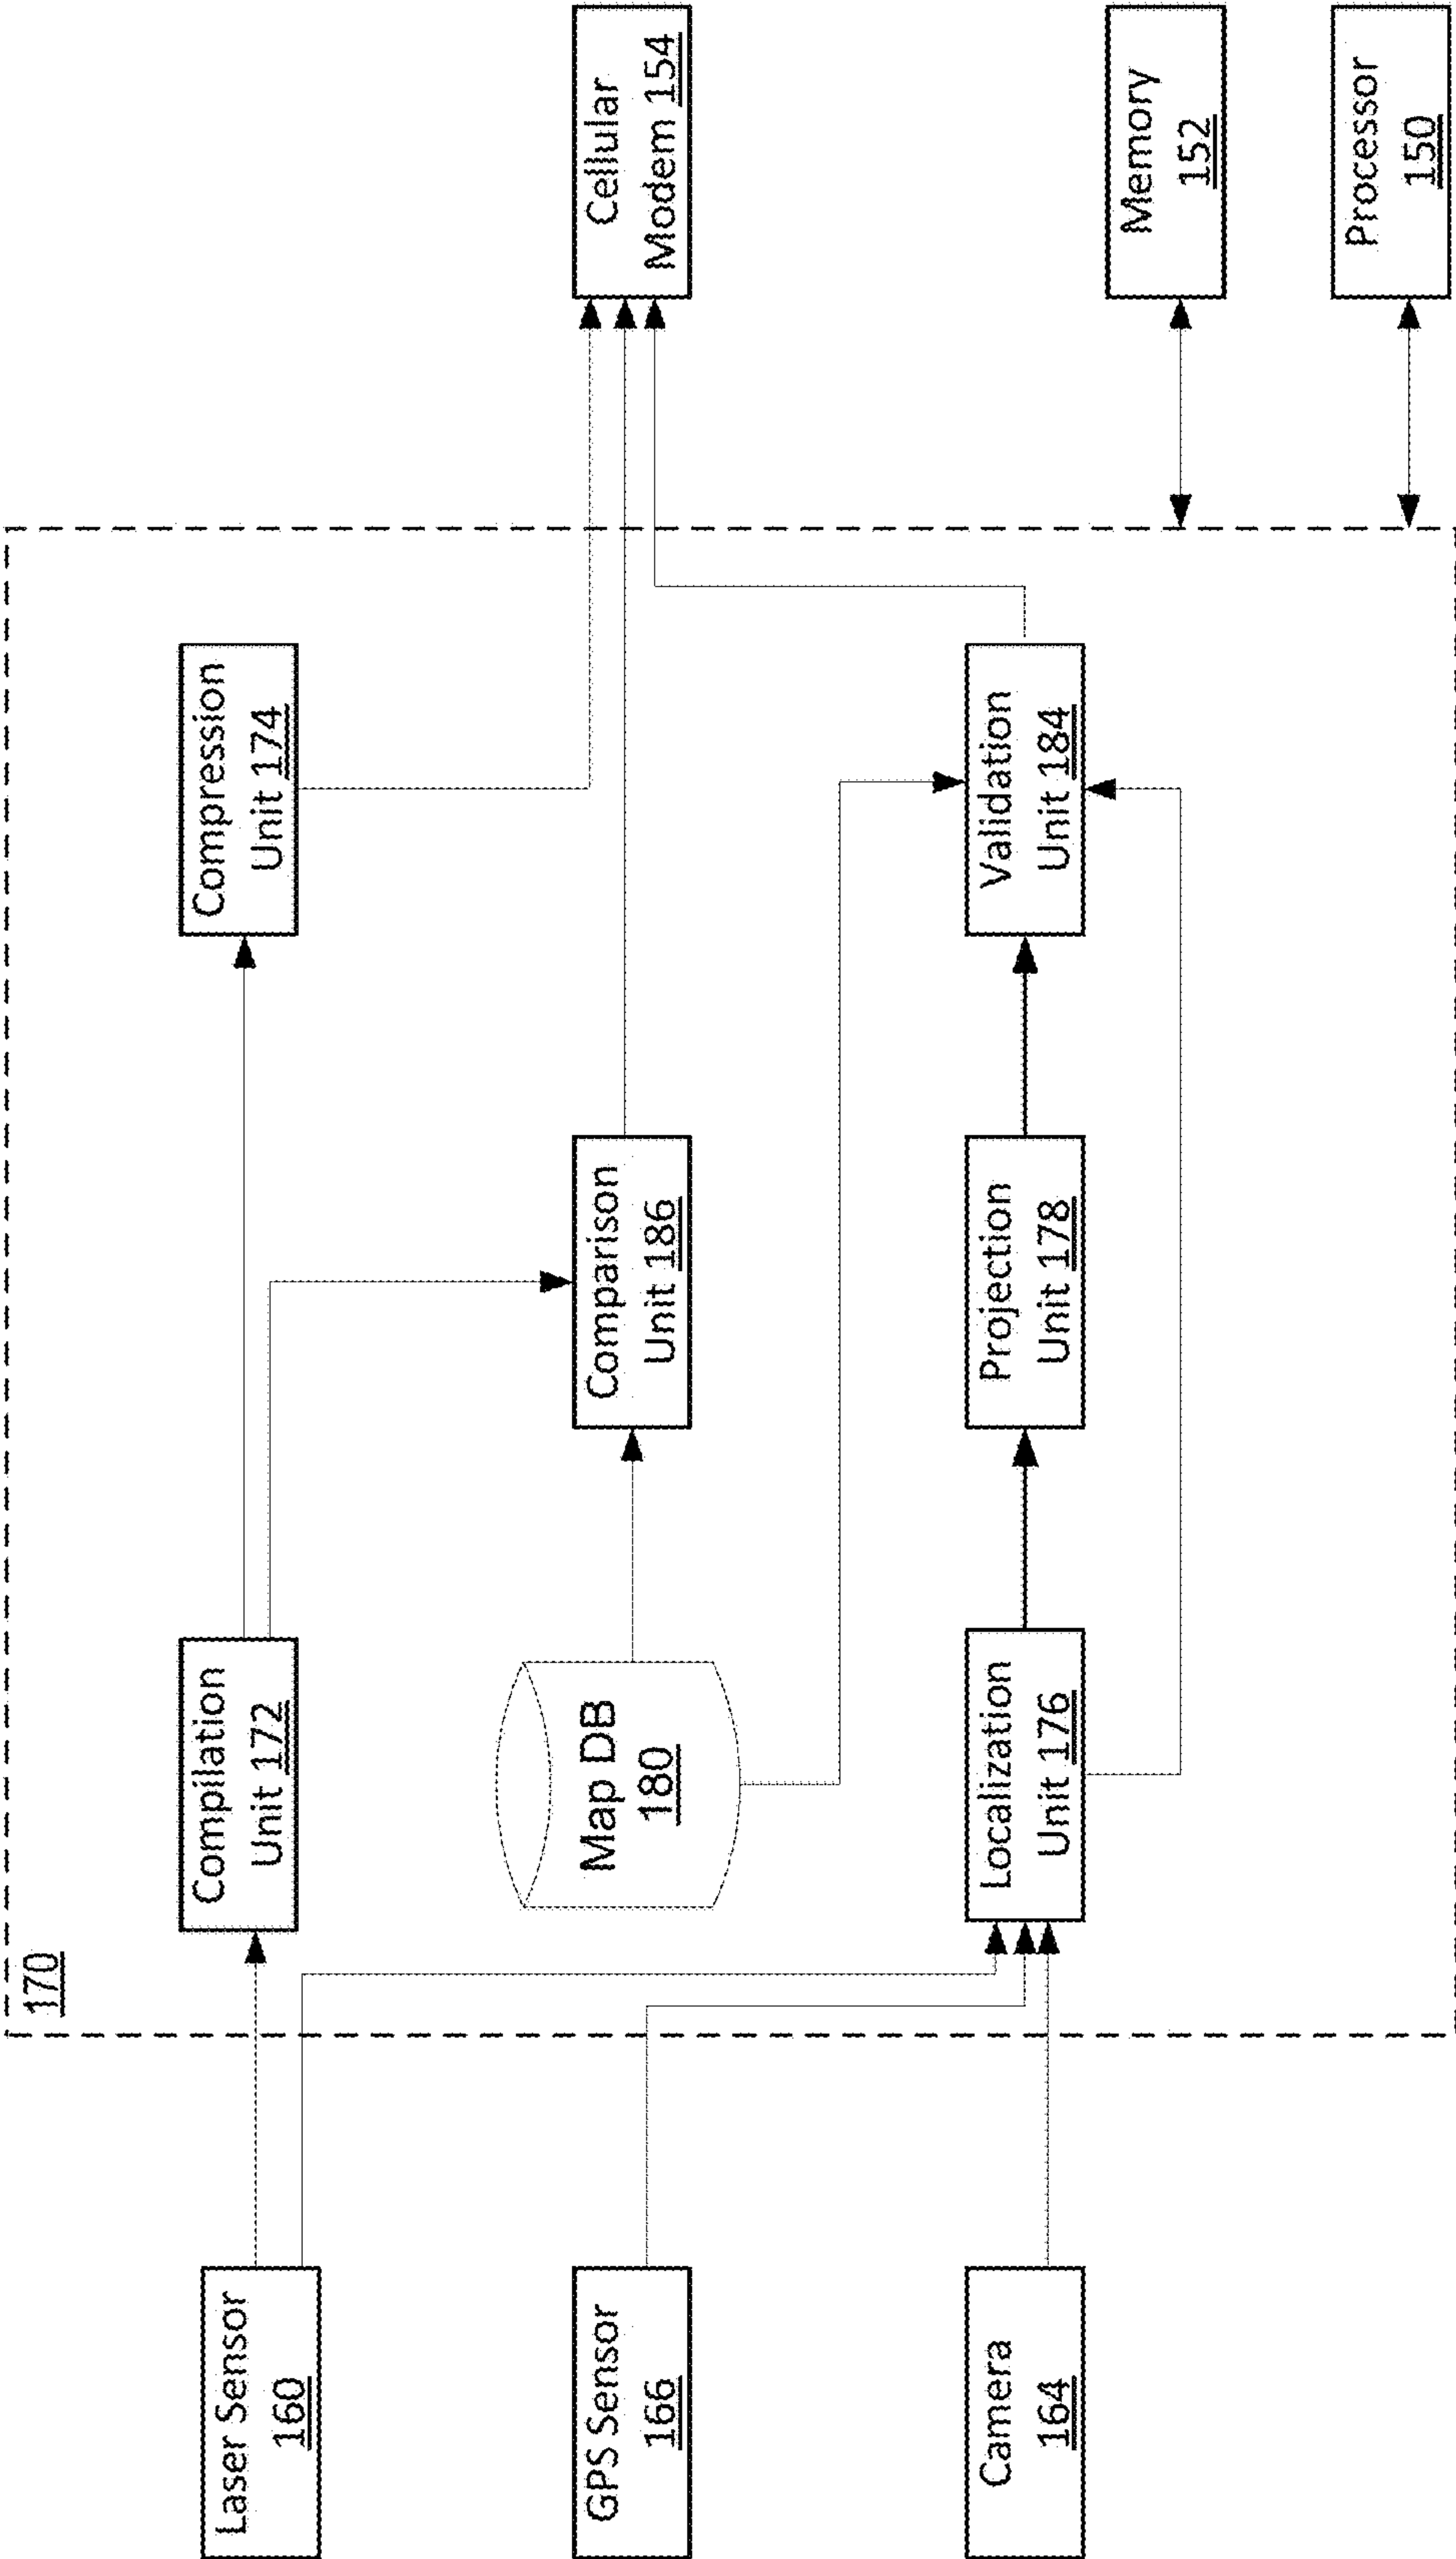 170
Laser Sensor
160
GPS Sensor
166
Camera
164
Compilation
Unit 172
Map DB
180
Localization
Unit 176
Comparison
Unit 186
Projection
Unit 178
Compression
Unit 174
Validation
Unit 184
Cellular
Modem 154
Memory
152
Processor
150